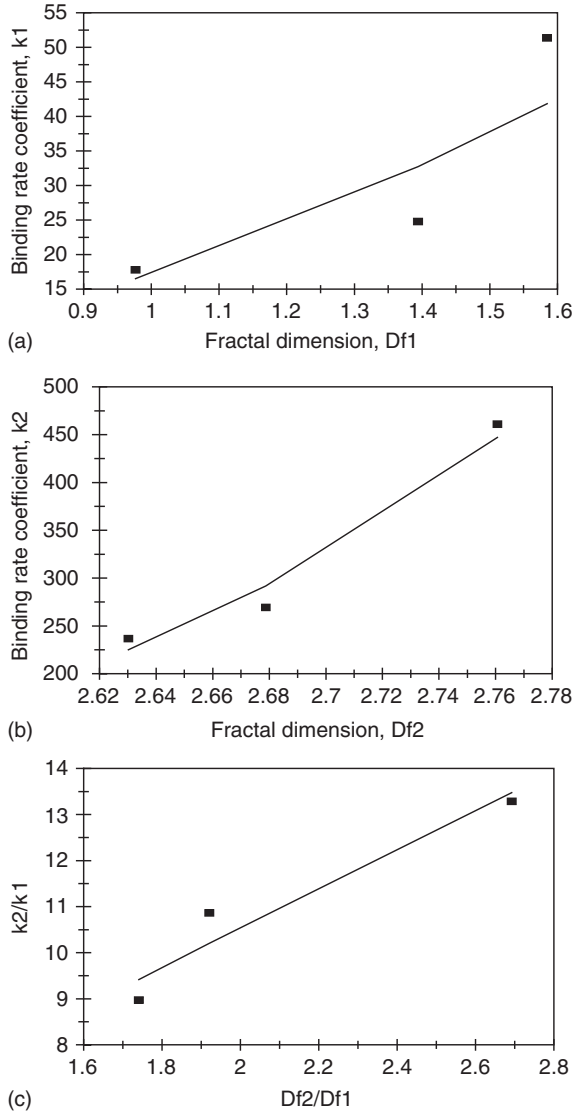 55
50
45
40
35
30
25
20
15
Binding rate coefficient, k1
0.9 1 1.1 1.2 1.3 1.4 1.5 1.6
Fractal dimension, Df1
(a)
500
450
400
350
300
250
200
Binding rate coefficient, k2
2.62 2.64 2.66 2.68 2.7 2.72 2.74 2.76 2.78
Fractal dimension, Df2
(b)
14
13
12
11
10
9
8
k2/k1
1.6 1.8 2 2.2 2.4 2.6 2.8
Df2/Df1
(c)